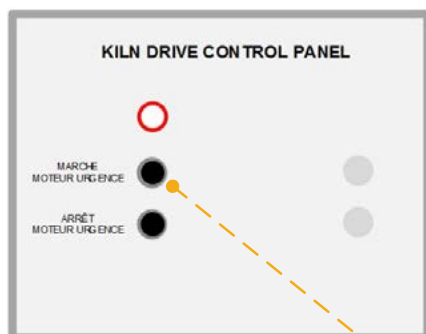 KILN DRIVE CONTROL PANEL
MARCHE
MOTEUR URGENCE
ARRÊT
MOTEUR URGENCE